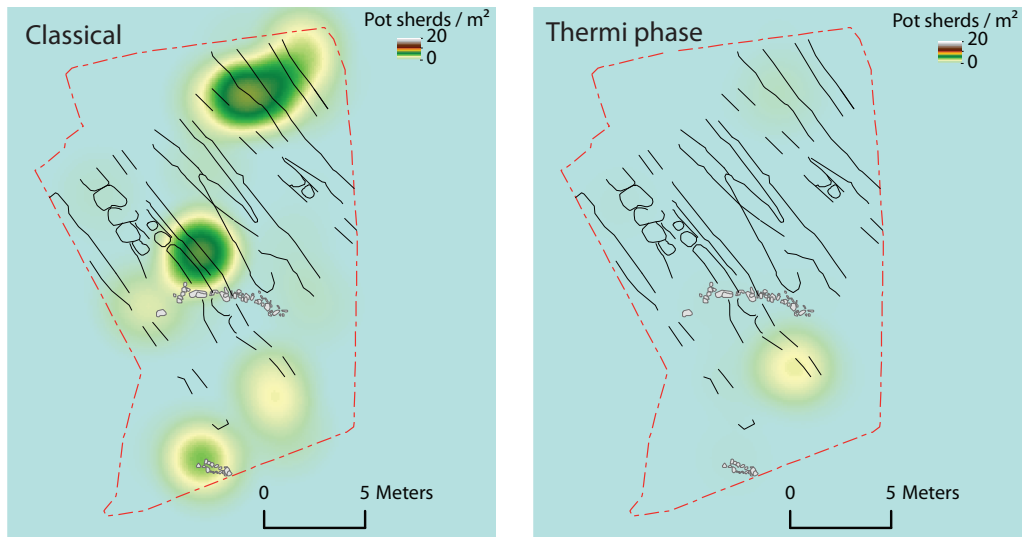 Classical
Pot sherds / m²
20
0
0
5 Meters
Thermi phase
Pot sherds / m²
20
0
0
5 Meters